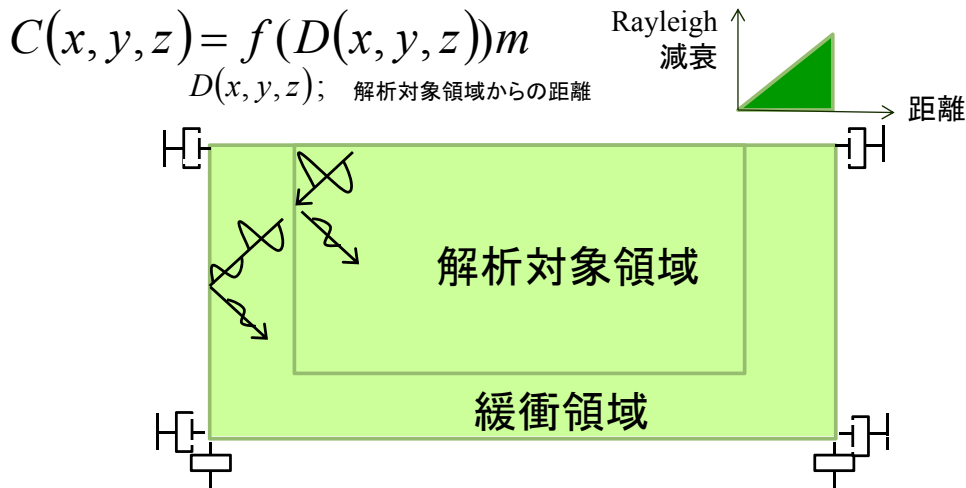 C(x, y, z) = f(D(x, y, z))m
D(x, y, z); 解析対象領域からの距離
Rayleigh
減衰
距離
解析対象領域
緩衝領域